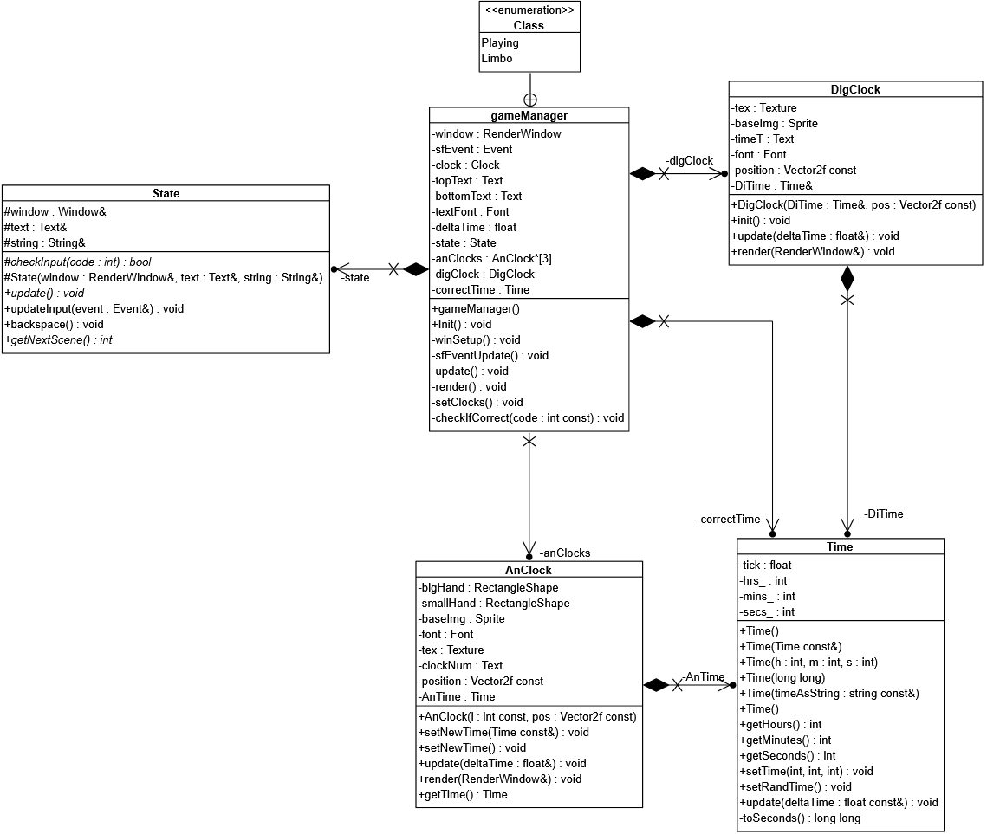 <<enumeration>>
Class
Playing
Limbo
gameManager
-window : RenderWindow
-sfEvent : Event
-clock : Clock
-topText : Text
-bottomText : Text
-textFont : Font
-deltaTime : float
-state : State
-anClocks : AnClock*[3]
-digClock : DigClock
-correctTime : Time
+gameManager()
+Init() : void
-winSetup() : void
-sfEventUpdate() : void
-update() : void
-render() : void
-setClocks() : void
-checkIfCorrect(code : int const) : void
-digClock
DigClock
-tex : Texture
-baseImg : Sprite
-timeT : Text
-font : Font
-position : Vector2f const
-DiTime : Time&
+DigClock(DiTime : Time&, pos : Vector2f const)
+init() : void
+update(deltaTime : float&) : void
+render(RenderWindow&) : void
State
#window : Window&
#text : Text&
#string : String&
#checkInput(code : int) : bool
#State(window : RenderWindow&, text : Text&, string : String&)
+update() : void
+updateInput(event : Event&) : void
+backspace() : void
+getNextScene() : int
-state
-correctTime
-DiTime
-anClocks
AnClock
-bigHand : RectangleShape
-smallHand : RectangleShape
-baseImg : Sprite
-font : Font
-tex : Texture
-clockNum : Text
-position : Vector2f const
-AnTime : Time
+AnClock(i : int const, pos : Vector2f const)
+setNewTime(Time const&) : void
+setNewTime() : void
+update(deltaTime : float&) : void
+render(RenderWindow&) : void
+getTime() : Time
-AnTime
Time
-tick : float
-hrs_ : int
-mins_ : int
-secs_ : int
+Time()
+Time(Time const&)
+Time(h : int, m : int, s : int)
+Time(long long)
+Time(timeAsString : string const&)
+Time()
+getHours() : int
+getMinutes() : int
+getSeconds() : int
+setTime(int, int, int) : void
+setRandTime() : void
+update(deltaTime : float const&) : void
-toSeconds() : long long